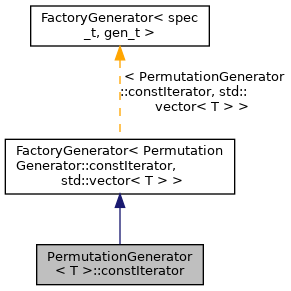 FactoryGenerator< spec
_t, gen_t >
< PermutationGenerator
::constIterator, std::
vector< T > >
FactoryGenerator< Permutation
Generator::constIterator,
std::vector< T > >
PermutationGenerator
< T >::constIterator